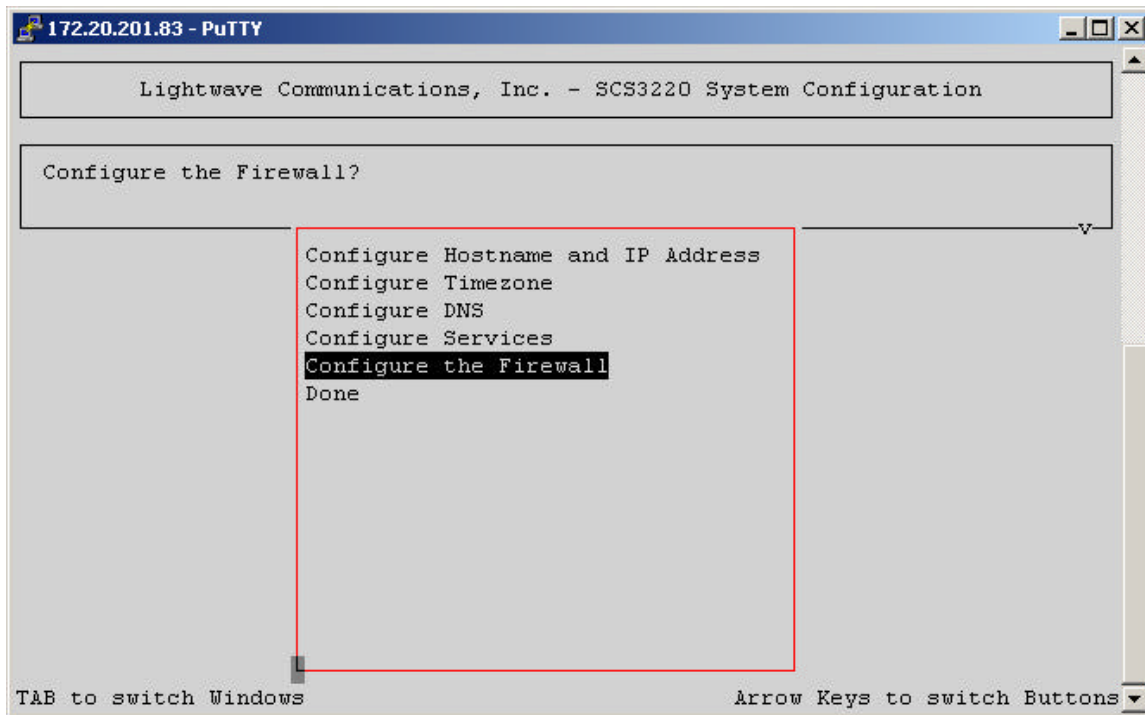 172.20.201.83 - PuTTY
Lightwave Communications, Inc. - SCS3220 System Configuration
Configure the Firewall?
v
Configure Hostname and IP Address
Configure Timezone
Configure DNS
Configure Services
Configure the Firewall
Done
TAB to switch Windows
Arrow Keys to switch Buttons